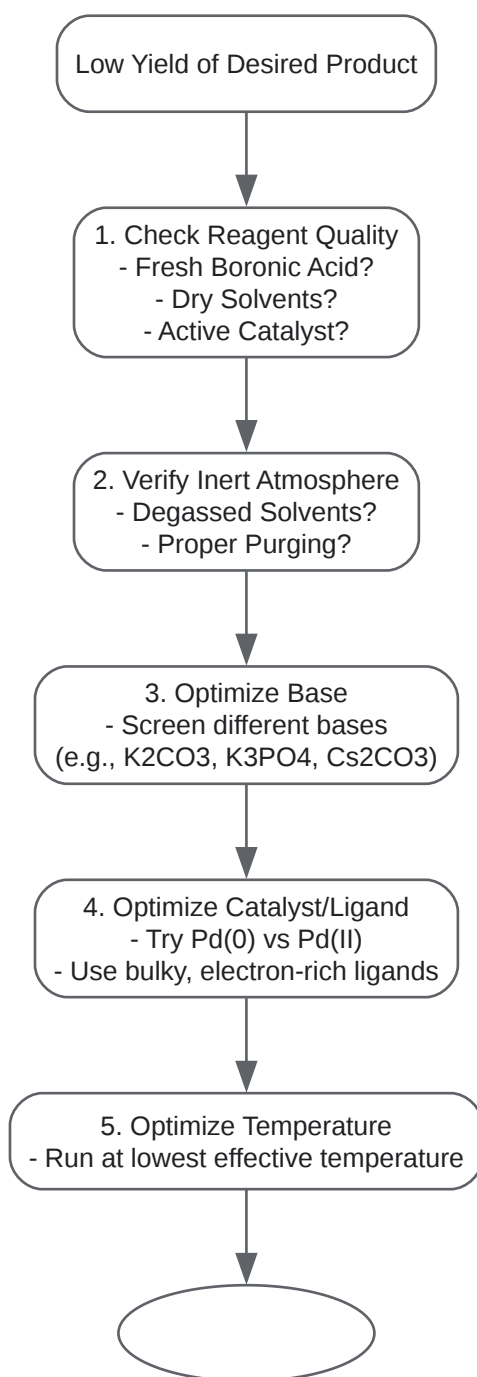 Low Yield of Desired Product
1. Check Reagent Quality
- Fresh Boronic Acid?
- Dry Solvents?
- Active Catalyst?
2. Verify Inert Atmosphere
- Degassed Solvents?
- Proper Purging?
3. Optimize Base
- Screen different bases
(e.g., K2CO3, K3PO4, Cs2CO3)
4. Optimize Catalyst/Ligand
- Try Pd(0) vs Pd(II)
- Use bulky, electron-rich ligands
5. Optimize Temperature
- Run at lowest effective temperature